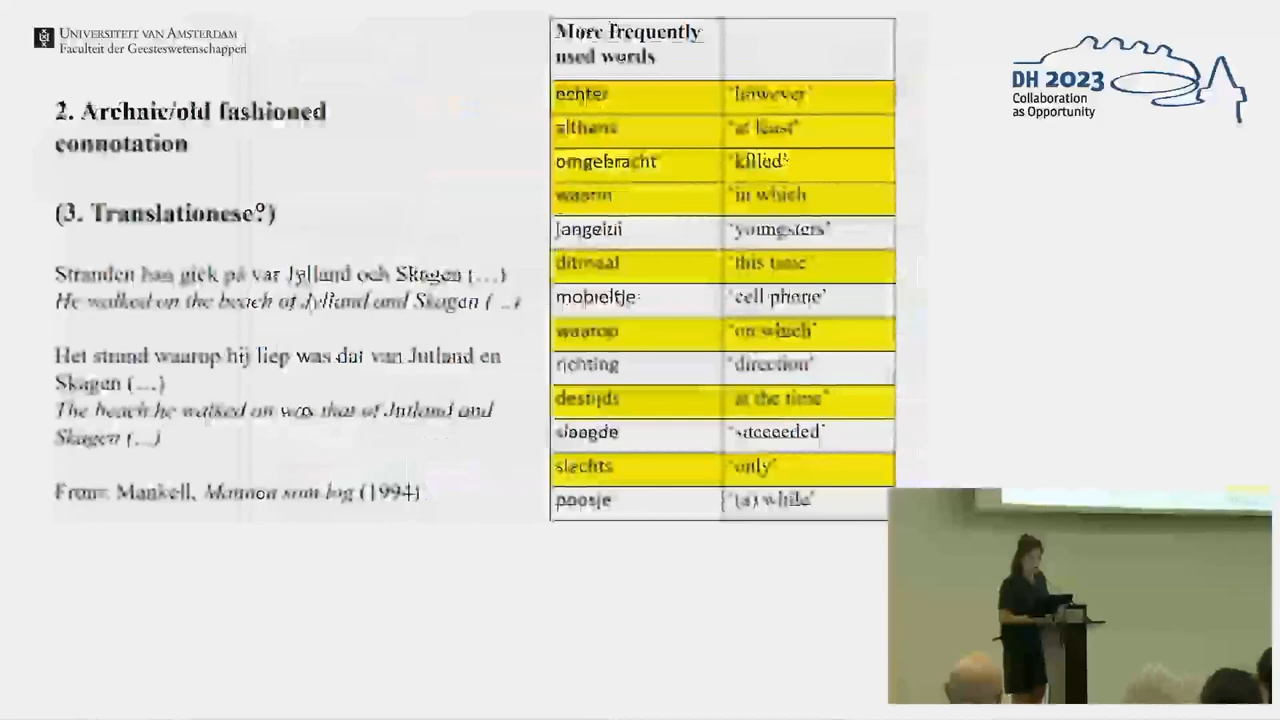 UNIVERSITEIT VAN AMSTERDAM
Faculteit der Geesteswetenschappen
2. Archaic/old fashioned
connotation
(3. Translationese?)
Stranden han gick på var Jylland och Skagen (...)
He walked on the beach of Jylland and Skagen (...)
Het strand waarop hij liep was dat van Jutland en
Skagen (...)
The beach he walked on was that of Jutland and
Skagen (...)
From: Mankell, Mannen som log (1994)
More frequently
used words
echter "however"
althans "at least"
omgebracht "killed"
waarin "in which
jongelui "youngsters"
ditmaal "this time"
mobieltje "cell phone"
waarop "on which"
richting "direction"
destijds at the time"
slaagde "succeeded"
slechts "only"
poosje "(a) while"
DH 2023
Collaboration
as Opportunity